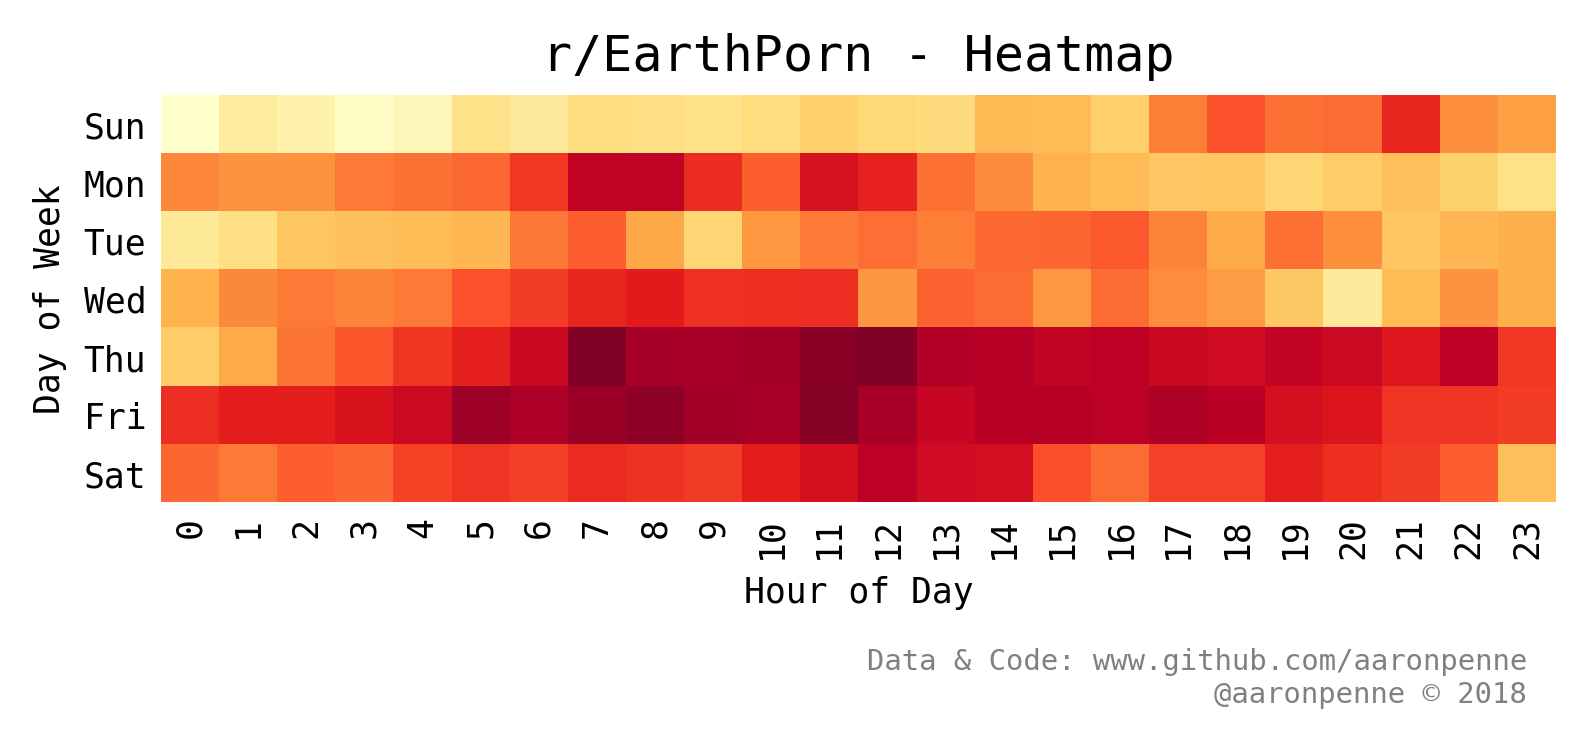 r/EarthPorn - Heatmap
Day of Week
Sun
Mon
Tue
Wed
Thu
Fri
Sat
0 1 2 3 4 5 6 7 8 9 10 11 12 13 14 15 16 17 18 19 20 21 22 23
Hour of Day
Data & Code: www.github.com/aaronpenne
@aaronpenne © 2018